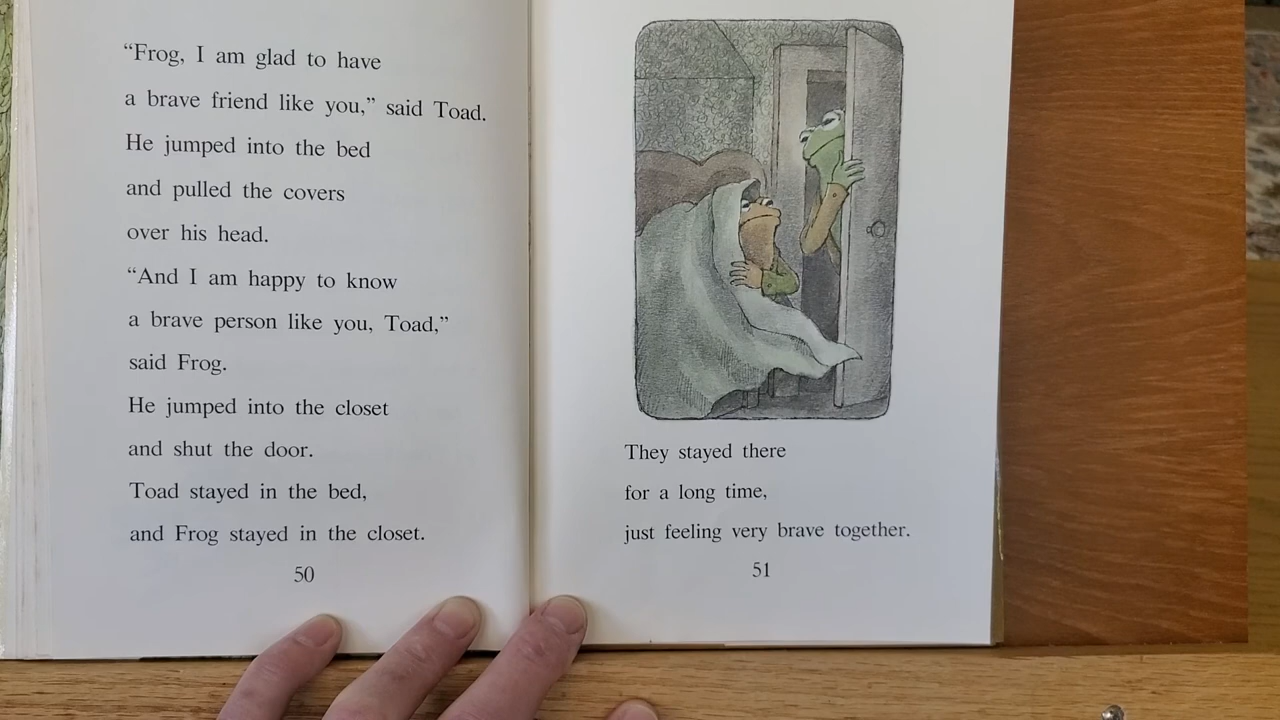 “Frog, I am glad to have
a brave friend like you,” said Toad.
He jumped into the bed
and pulled the covers
over his head.
“And I am happy to know
a brave person like you, Toad,”
said Frog.
He jumped into the closet
and shut the door.
Toad stayed in the bed,
and Frog stayed in the closet.
50
They stayed there
for a long time,
just feeling very brave together.
51